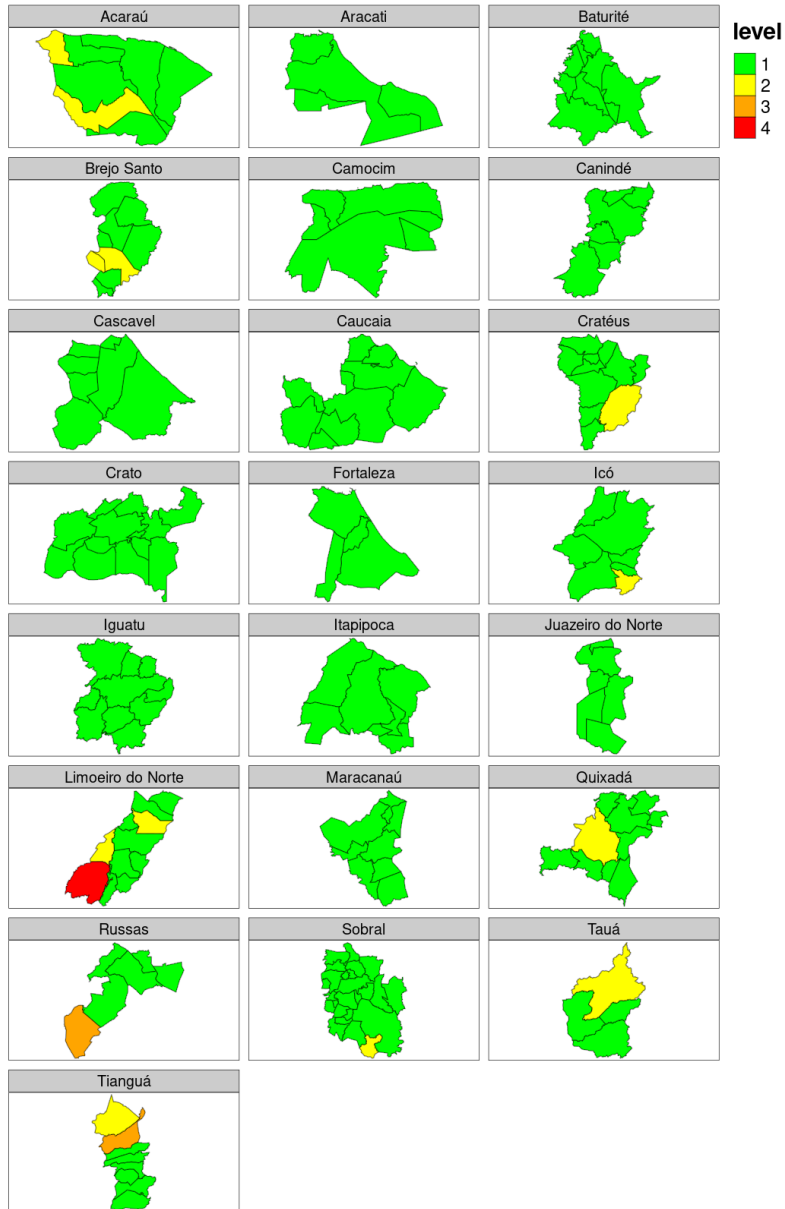 Acaraú
Aracati
Baturité
level
1
2
3
4
Brejo Santo
Camocim
Canindé
Cascavel
Caucaia
Cratéus
Crato
Fortaleza
Icó
Iguatu
Itapipoca
Juazeiro do Norte
Limoeiro do Norte
Maracanaú
Quixadá
Russas
Sobral
Tauá
Tianguá